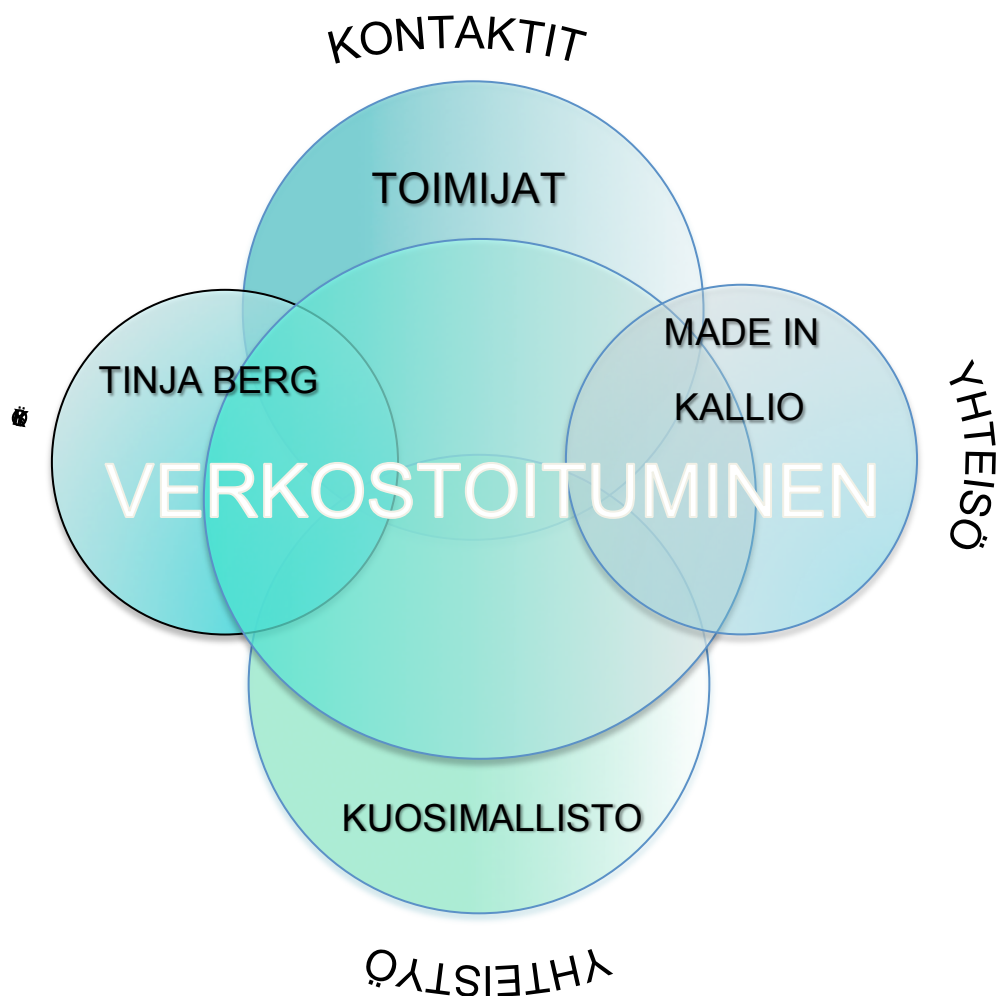 KONTAKTIT
TOIMIJAT
MADE IN
KALLIO
TINJA BERG
YHTEISÖ
VERKOSTOITUMINEN
KUOSIMALLISTO
YHTEISTYÖ